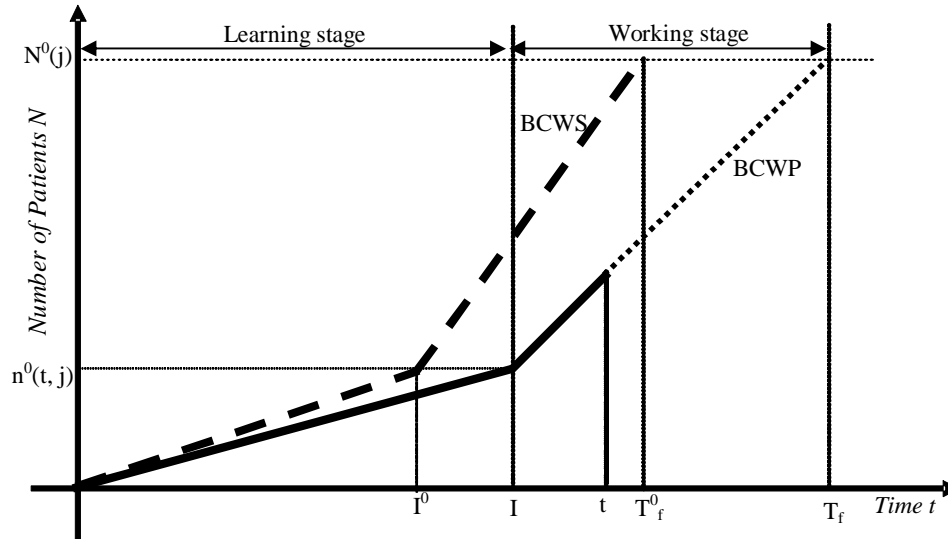 Learning stage
Working stage
N⁰(j)
BCWS
BCWP
Number of Patients N
n⁰(t, j)
I⁰
I
t
T⁰f
Tf
Time t